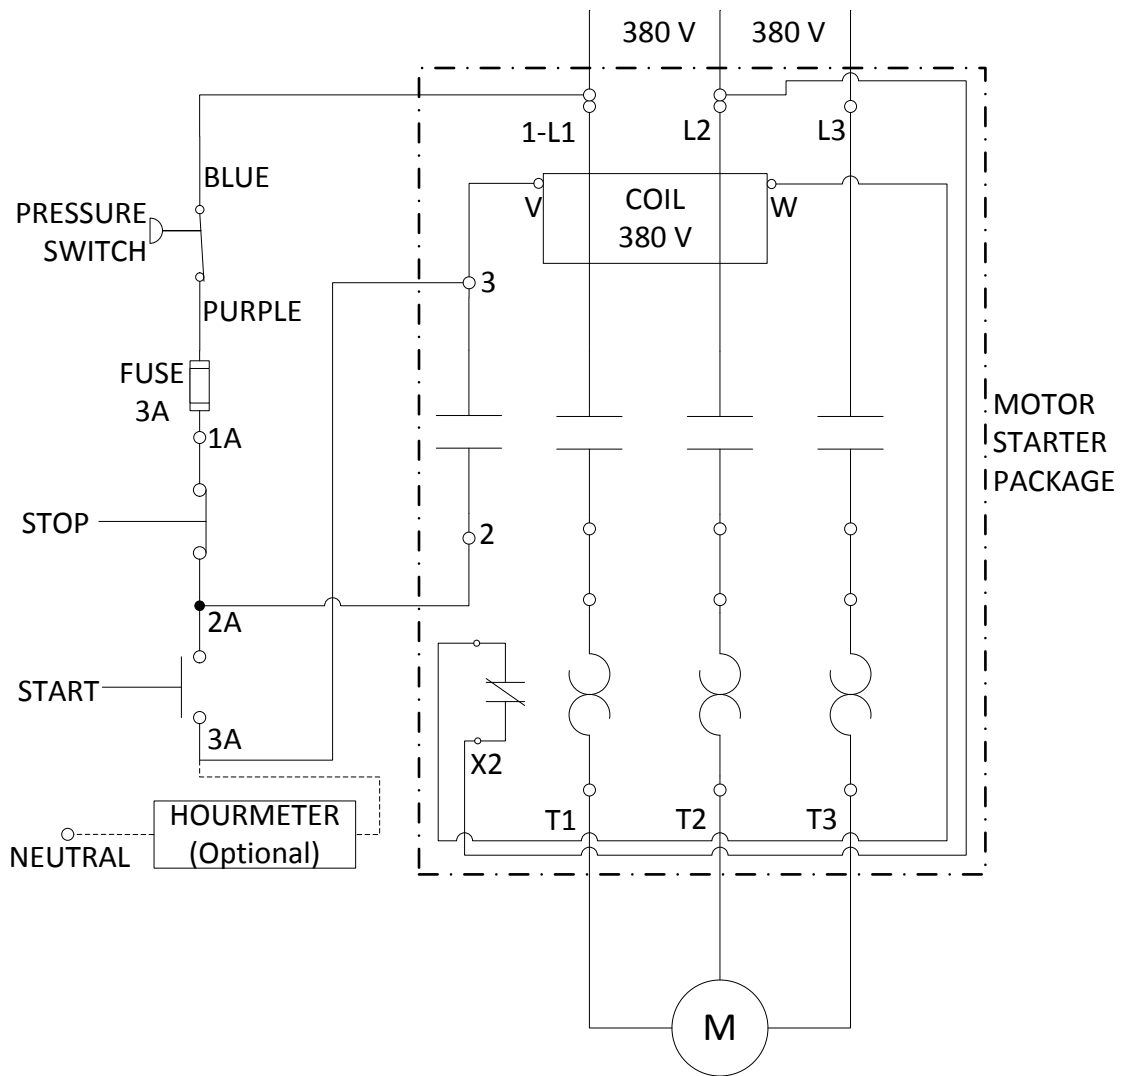 380 V
380 V
1-L1
L2
L3
BLUE
PRESSURE
SWITCH
V
COIL
380 V
W
3
PURPLE
FUSE
3A
1A
MOTOR
STARTER
PACKAGE
STOP
2
2A
START
3A
X2
HOURMETER
(Optional)
NEUTRAL
T1
T2
T3
M